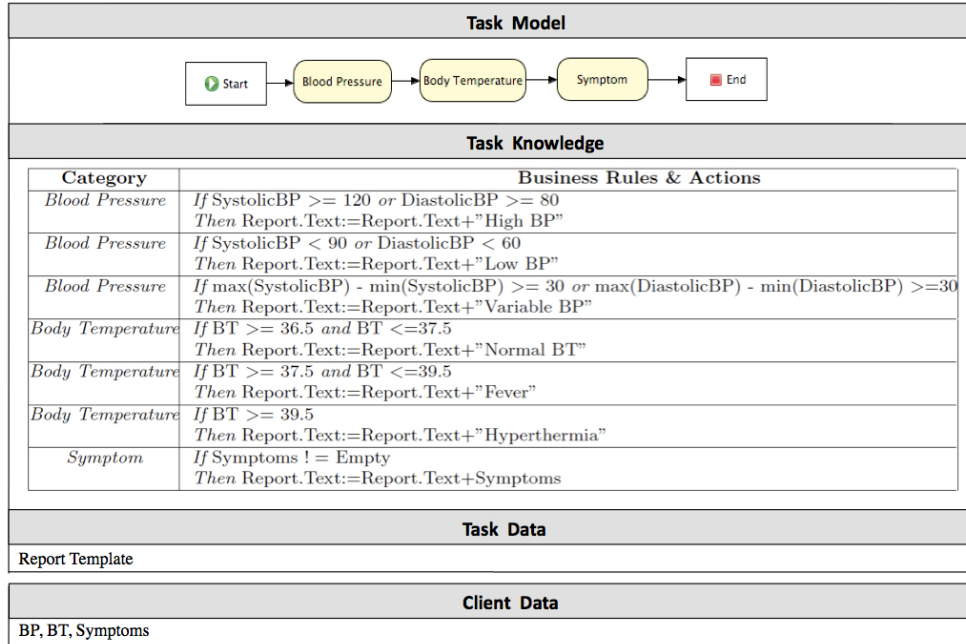 Task Model
Start
Blood Pressure
Body Temperature
Symptom
End
Task Knowledge
Category Business Rules & Actions
Blood Pressure If SystolicBP >= 120 or DiastolicBP >= 80
Then Report.Text:=Report.Text+"High BP"
Blood Pressure If SystolicBP < 90 or DiastolicBP < 60
Then Report.Text:=Report.Text+"Low BP"
Blood Pressure If max(SystolicBP) - min(SystolicBP) >= 30 or max(DiastolicBP) - min(DiastolicBP) >=30
Then Report.Text:=Report.Text+"Variable BP"
Body Temperature If BT >= 36.5 and BT <=37.5
Then Report.Text:=Report.Text+"Normal BT"
Body Temperature If BT >= 37.5 and BT <=39.5
Then Report.Text:=Report.Text+"Fever"
Body Temperature If BT >= 39.5
Then Report.Text:=Report.Text+"Hyperthermia"
Symptom If Symptoms ! = Empty
Then Report.Text:=Report.Text+Symptoms
Task Data
Report Template
Client Data
BP, BT, Symptoms